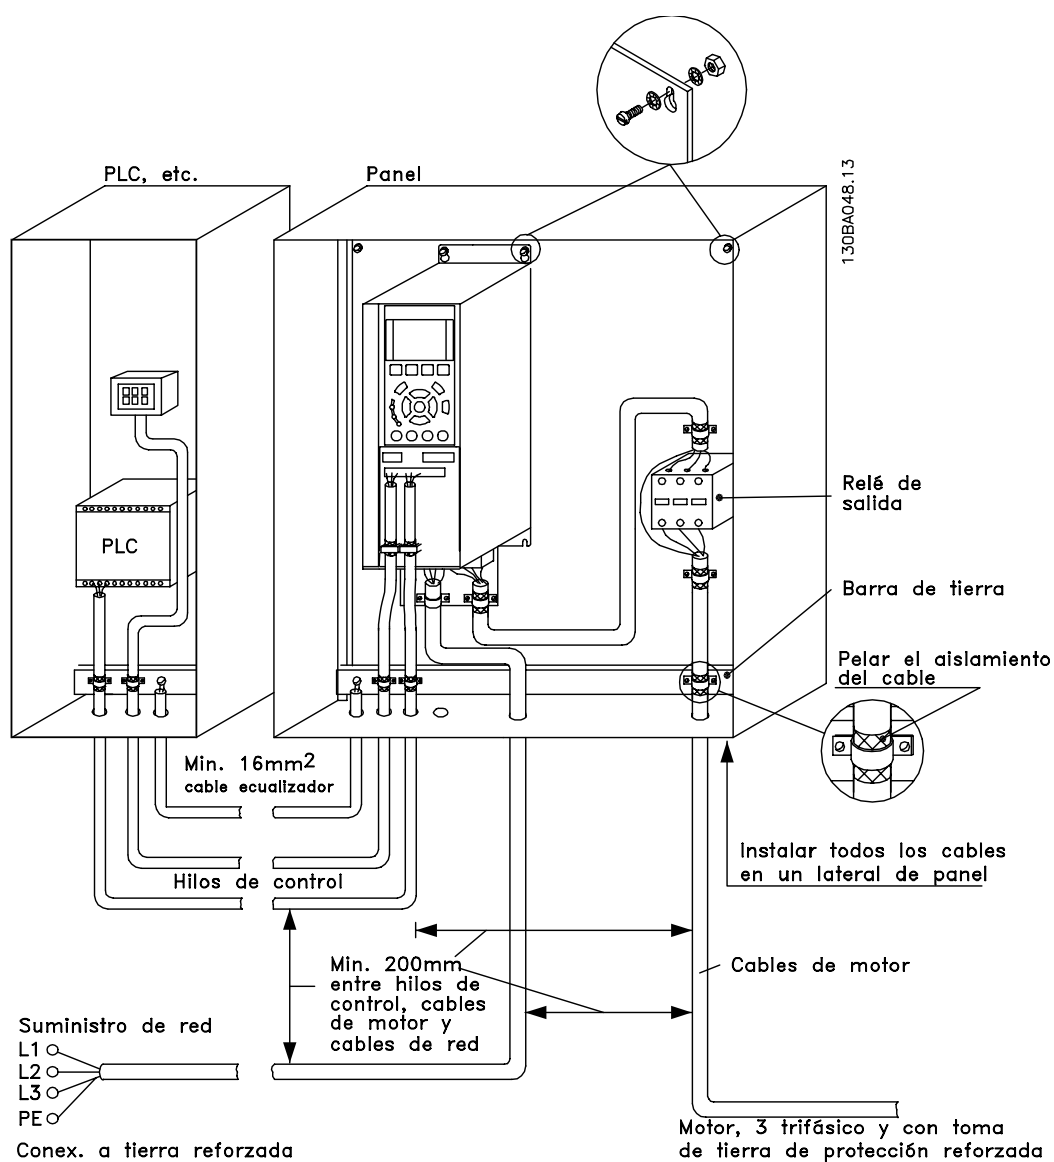 PLC, etc.
Panel
130BA048.13
PLC
Relé de
salida
Barra de tierra
Pelar el aislamiento
del cable
Min. 16mm2
cable ecualizador
Instalar todos los cables
en un lateral de panel
Hilos de control
Min. 200mm
entre hilos de
control, cables
de motor y
cables de red
Cables de motor
Suministro de red
L1
L2
L3
PE
Conex. a tierra reforzada
Motor, 3 trifásico y con toma
de tierra de protección reforzada